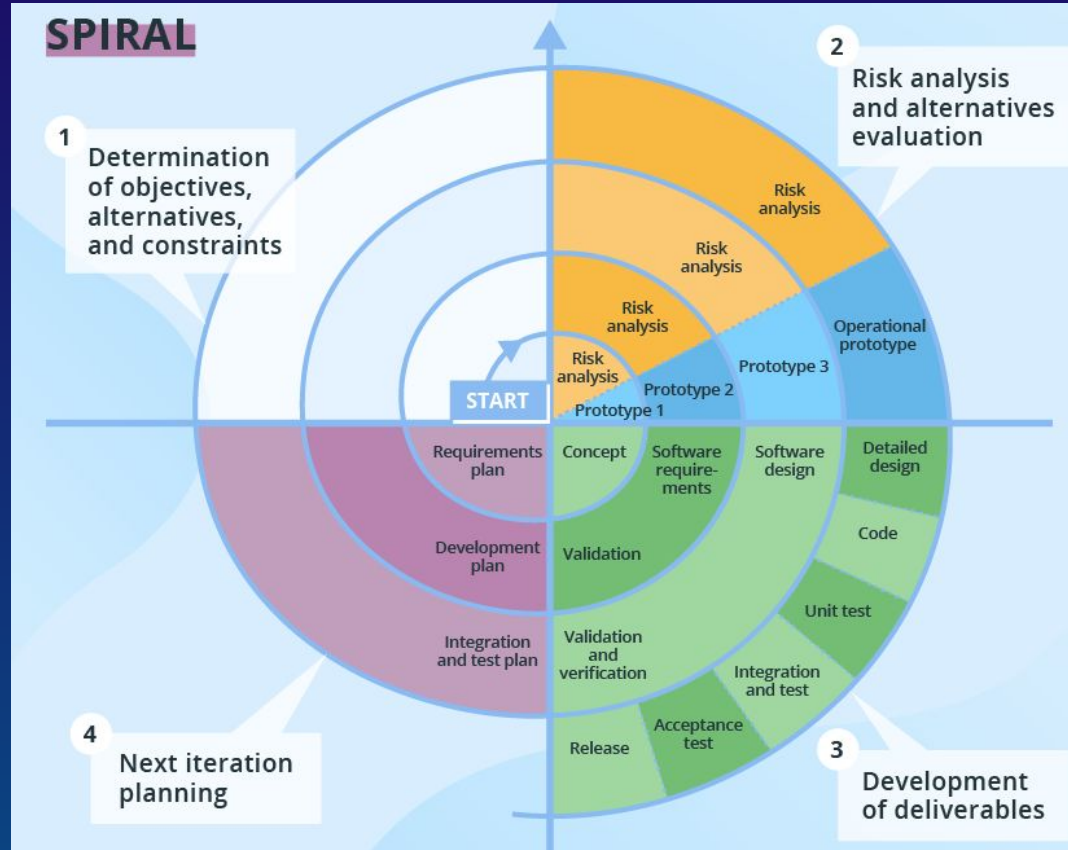 SPIRAL
1
Determination
of objectives,
alternatives,
and constraints
2
Risk analysis
and alternatives
evaluation
Risk
analysis
Risk
analysis
Risk
analysis
Risk
analysis
Operational
prototype
Prototype 3
Prototype 2
Prototype 1
START
Requirements
plan
Concept
Software
require-
ments
Software
design
Detailed
design
Code
Development
plan
Validation
Unit test
Integration
and test plan
Validation
and
verification
Integration
and test
Acceptance
test
Release
4
Next iteration
planning
3
Development
of deliverables